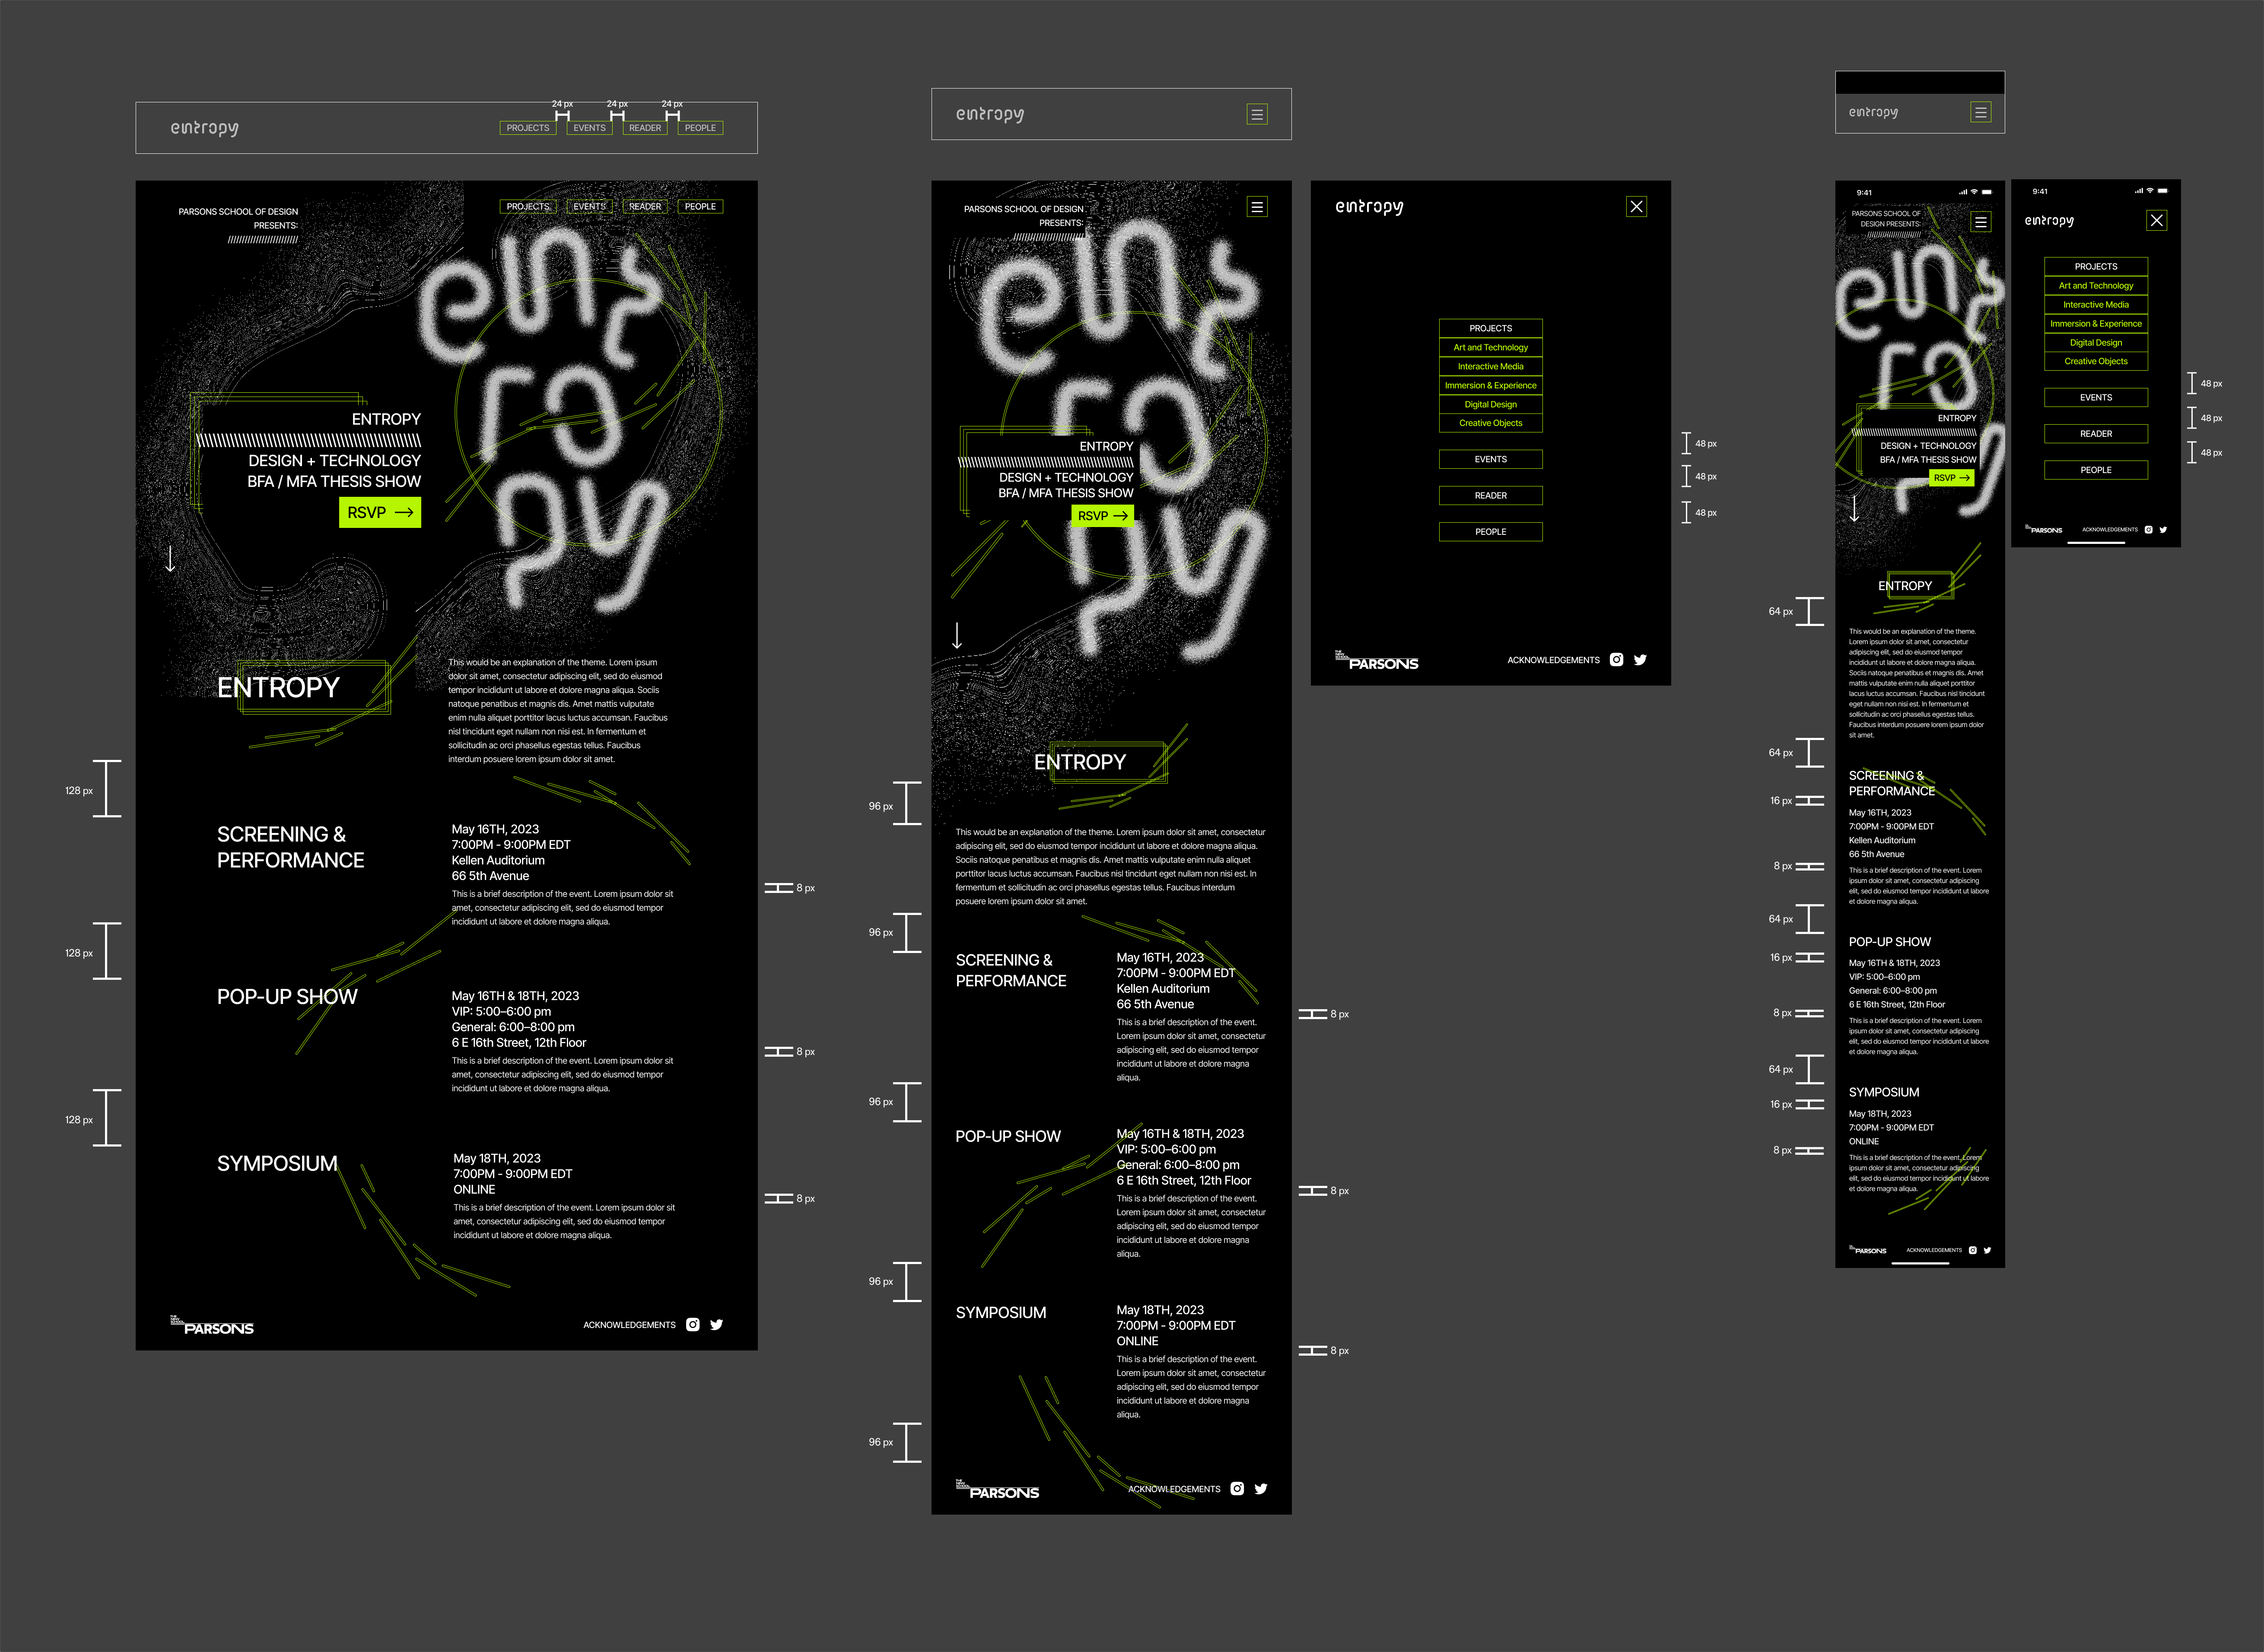 24 px
24 px
24 px
entropy
PROJECTS
EVENTS
READER
PEOPLE
PARSONS SCHOOL OF DESIGN
PRESENTS:
PROJECTS
EVENTS
READER
PEOPLE
entropy
ENTROPY
DESIGN + TECHNOLOGY
BFA / MFA THESIS SHOW
RSVP
ENTROPY
This would be an explanation of the theme. Lorem ipsum
dolor sit amet, consectetur adipiscing elit, sed do eiusmod
tempor incididunt ut labore et dolore magna aliqua. Sociis
natoque penatibus et magnis dis. Amet mattis vulputate
enim nulla aliquet porttitor lacus luctus accumsan. Faucibus
nisl tincidunt eget nullam non nisi est. In fermentum et
sollicitudin ac orci phasellus egestas tellus. Faucibus
interdum posuere lorem ipsum dolor sit amet.
128 px
SCREENING &
PERFORMANCE
May 16TH, 2023
7:00PM - 9:00PM EDT
Kellen Auditorium
66 5th Avenue
8 px
This is a brief description of the event. Lorem ipsum dolor sit
amet, consectetur adipiscing elit, sed do eiusmod tempor
incididunt ut labore et dolore magna aliqua.
128 px
POP-UP SHOW
May 16TH & 18TH, 2023
VIP: 5:00–6:00 pm
General: 6:00–8:00 pm
6 E 16th Street, 12th Floor
8 px
This is a brief description of the event. Lorem ipsum dolor sit
amet, consectetur adipiscing elit, sed do eiusmod tempor
incididunt ut labore et dolore magna aliqua.
128 px
SYMPOSIUM
May 18TH, 2023
7:00PM - 9:00PM EDT
ONLINE
8 px
This is a brief description of the event. Lorem ipsum dolor sit
amet, consectetur adipiscing elit, sed do eiusmod tempor
incididunt ut labore et dolore magna aliqua.
THE
NEW
SCHOOL
PARSONS
ACKNOWLEDGEMENTS
entropy
PARSONS SCHOOL OF DESIGN
PRESENTS:
entropy
ENTROPY
DESIGN + TECHNOLOGY
BFA / MFA THESIS SHOW
RSVP
ENTROPY
96 px
This would be an explanation of the theme. Lorem ipsum dolor sit amet, consectetur
adipiscing elit, sed do eiusmod tempor incididunt ut labore et dolore magna aliqua.
Sociis natoque penatibus et magnis dis. Amet mattis vulputate enim nulla aliquet
porttitor lacus luctus accumsan. Faucibus nisl tincidunt eget nullam non nisi est. In
fermentum et sollicitudin ac orci phasellus egestas tellus. Faucibus interdum
posuere lorem ipsum dolor sit amet.
96 px
SCREENING &
PERFORMANCE
May 16TH, 2023
7:00PM - 9:00PM EDT
Kellen Auditorium
66 5th Avenue
8 px
This is a brief description of the event.
Lorem ipsum dolor sit amet, consectetur
adipiscing elit, sed do eiusmod tempor
incididunt ut labore et dolore magna
aliqua.
96 px
POP-UP SHOW
May 16TH & 18TH, 2023
VIP: 5:00–6:00 pm
General: 6:00–8:00 pm
6 E 16th Street, 12th Floor
8 px
This is a brief description of the event.
Lorem ipsum dolor sit amet, consectetur
adipiscing elit, sed do eiusmod tempor
incididunt ut labore et dolore magna
aliqua.
96 px
SYMPOSIUM
May 18TH, 2023
7:00PM - 9:00PM EDT
ONLINE
8 px
This is a brief description of the event.
Lorem ipsum dolor sit amet, consectetur
adipiscing elit, sed do eiusmod tempor
incididunt ut labore et dolore magna
aliqua.
96 px
THE
NEW
SCHOOL
PARSONS
ACKNOWLEDGEMENTS
entropy
PROJECTS
Art and Technology
Interactive Media
Immersion & Experience
Digital Design
Creative Objects
EVENTS
READER
PEOPLE
48 px
48 px
48 px
THE
NEW
SCHOOL
PARSONS
ACKNOWLEDGEMENTS
entropy
9:41
PARSONS SCHOOL OF
DESIGN PRESENTS:
entropy
ENTROPY
DESIGN + TECHNOLOGY
BFA / MFA THESIS SHOW
RSVP
ENTROPY
64 px
This would be an explanation of the theme.
Lorem ipsum dolor sit amet, consectetur
adipiscing elit, sed do eiusmod tempor
incididunt ut labore et dolore magna aliqua.
Sociis natoque penatibus et magnis dis. Amet
mattis vulputate enim nulla aliquet porttitor
lacus luctus accumsan. Faucibus nisl tincidunt
eget nullam non nisi est. In fermentum et
sollicitudin ac orci phasellus egestas tellus.
Faucibus interdum posuere lorem ipsum dolor
sit amet.
64 px
SCREENING &
PERFORMANCE
16 px
May 16TH, 2023
7:00PM - 9:00PM EDT
Kellen Auditorium
66 5th Avenue
8 px
This is a brief description of the event. Lorem
ipsum dolor sit amet, consectetur adipiscing
elit, sed do eiusmod tempor incididunt ut labore
et dolore magna aliqua.
64 px
POP-UP SHOW
16 px
May 16TH & 18TH, 2023
VIP: 5:00–6:00 pm
General: 6:00–8:00 pm
6 E 16th Street, 12th Floor
8 px
This is a brief description of the event. Lorem
ipsum dolor sit amet, consectetur adipiscing
elit, sed do eiusmod tempor incididunt ut labore
et dolore magna aliqua.
64 px
SYMPOSIUM
16 px
May 18TH, 2023
7:00PM - 9:00PM EDT
ONLINE
8 px
This is a brief description of the event. Lorem
ipsum dolor sit amet, consectetur adipiscing
elit, sed do eiusmod tempor incididunt ut labore
et dolore magna aliqua.
PARSONS
ACKNOWLEDGEMENTS
9:41
entropy
PROJECTS
Art and Technology
Interactive Media
Immersion & Experience
Digital Design
Creative Objects
EVENTS
READER
PEOPLE
48 px
48 px
48 px
PARSONS
ACKNOWLEDGEMENTS